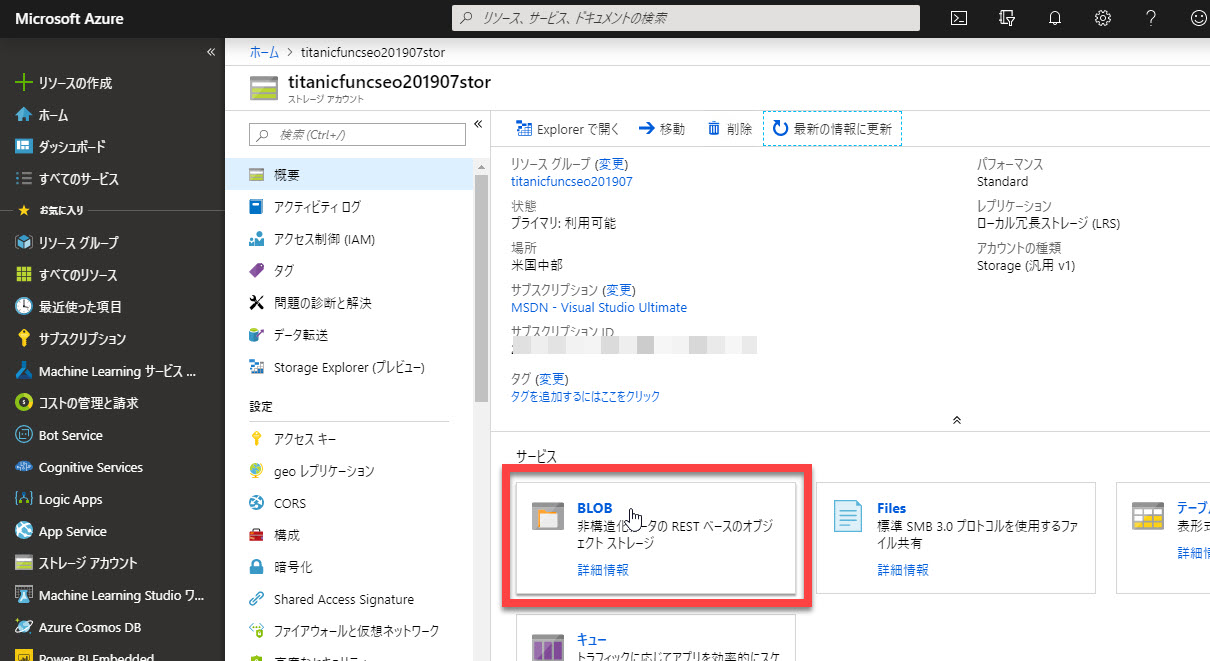 Microsoft Azure
リソース、サービス、ドキュメントの検索
リソースの作成
ホーム
ダッシュボード
すべてのサービス
お気に入り
リソース グループ
すべてのリソース
最近使った項目
サブスクリプション
Machine Learning サービス ...
コストの管理と請求
Bot Service
Cognitive Services
Logic Apps
App Service
ストレージ アカウント
Machine Learning Studio ワ...
Azure Cosmos DB
Power BI Embedded
ホーム > titanicfuncseo201907stor
titanicfuncseo201907stor
ストレージ アカウント
検索 (Ctrl+/)
概要
アクティビティ ログ
アクセス制御 (IAM)
タグ
問題の診断と解決
データ転送
Storage Explorer (プレビュー)
設定
アクセス キー
geo レプリケーション
CORS
構成
暗号化
Shared Access Signature
ファイアウォールと仮想ネットワーク
高度なセキュリティ
Explorer で開く 移動 削除 最新の情報に更新
リソース グループ (変更)
titanicfuncseo201907
状態
プライマリ: 利用可能
場所
米国中部
サブスクリプション (変更)
MSDN - Visual Studio Ultimate
サブスクリプション ID
タグ (変更)
タグを追加するにはここをクリック
パフォーマンス
Standard
レプリケーション
ローカル冗長ストレージ (LRS)
アカウントの種類
Storage (汎用 v1)
サービス
BLOB
非構造化データの REST ベースのオブジ
ェクト ストレージ
詳細情報
Files
標準 SMB 3.0 プロトコルを使用するファ
イル共有
詳細情報
テーブ
表形式
詳細情
キュー
トラフィックに応じてアプリを効率的にスケ